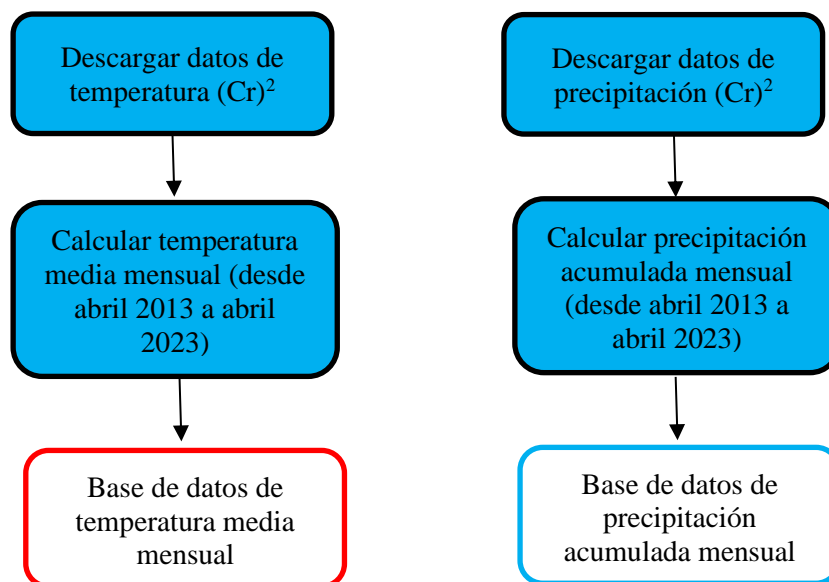 Descargar datos de
temperatura (Cr)²
Descargar datos de
precipitación (Cr)²
Calcular temperatura
media mensual (desde
abril 2013 a abril
2023)
Calcular precipitación
acumulada mensual
(desde abril 2013 a
abril 2023)
Base de datos de
temperatura media
mensual
Base de datos de
precipitación
acumulada mensual